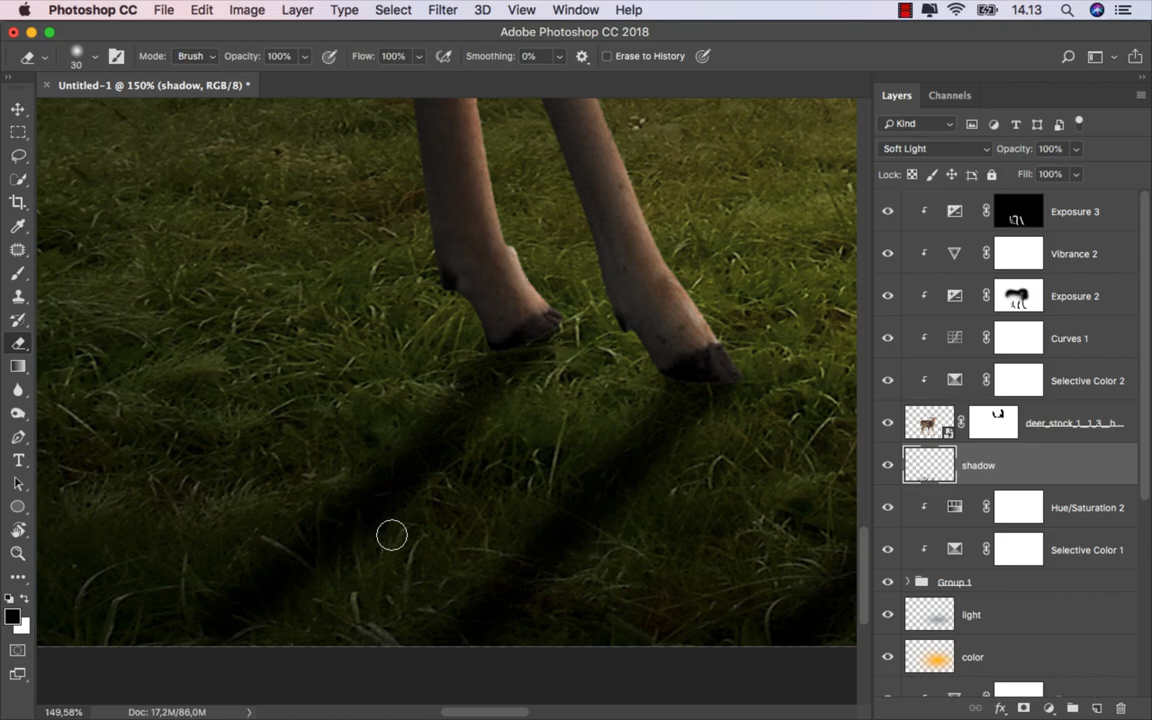 Photoshop CC File Edit Image Layer Type Select Filter 3D View Window Help 14.13
Adobe Photoshop CC 2018
30 Mode: Brush Opacity: 100% Flow: 100% Smoothing: 0% Erase to History
Untitled-1 @ 150% (shadow, RGB/8) *
Layers Channels
Kind
Soft Light Opacity: 100%
Lock: Fill: 100%
Exposure 3
Vibrance 2
Exposure 2
Curves 1
Selective Color 2
deer_stock_1__1_3__b...
shadow
Hue/Saturation 2
Selective Color 1
Group 1
light
color
149,58% Doc: 17,2M/86,0M